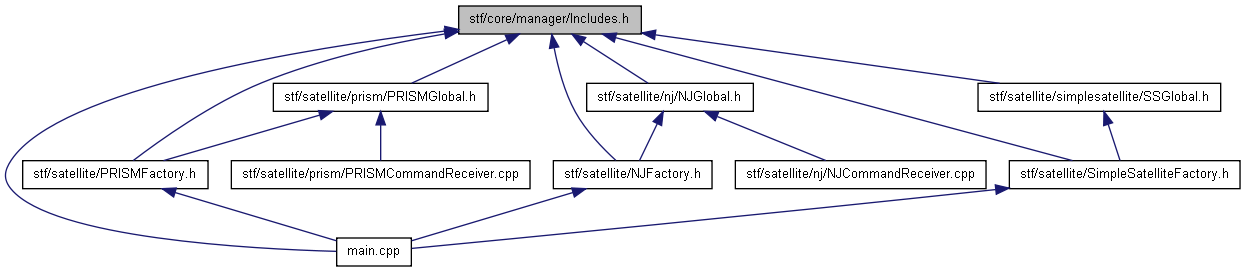 stf/core/manager/Includes.h
stf/satellite/prism/PRISMGlobal.h
stf/satellite/nj/NJGlobal.h
stf/satellite/simplesatellite/SSGlobal.h
stf/satellite/PRISMFactory.h
stf/satellite/prism/PRISMCommandReceiver.cpp
stf/satellite/NJFactory.h
stf/satellite/nj/NJCommandReceiver.cpp
stf/satellite/SimpleSatelliteFactory.h
main.cpp